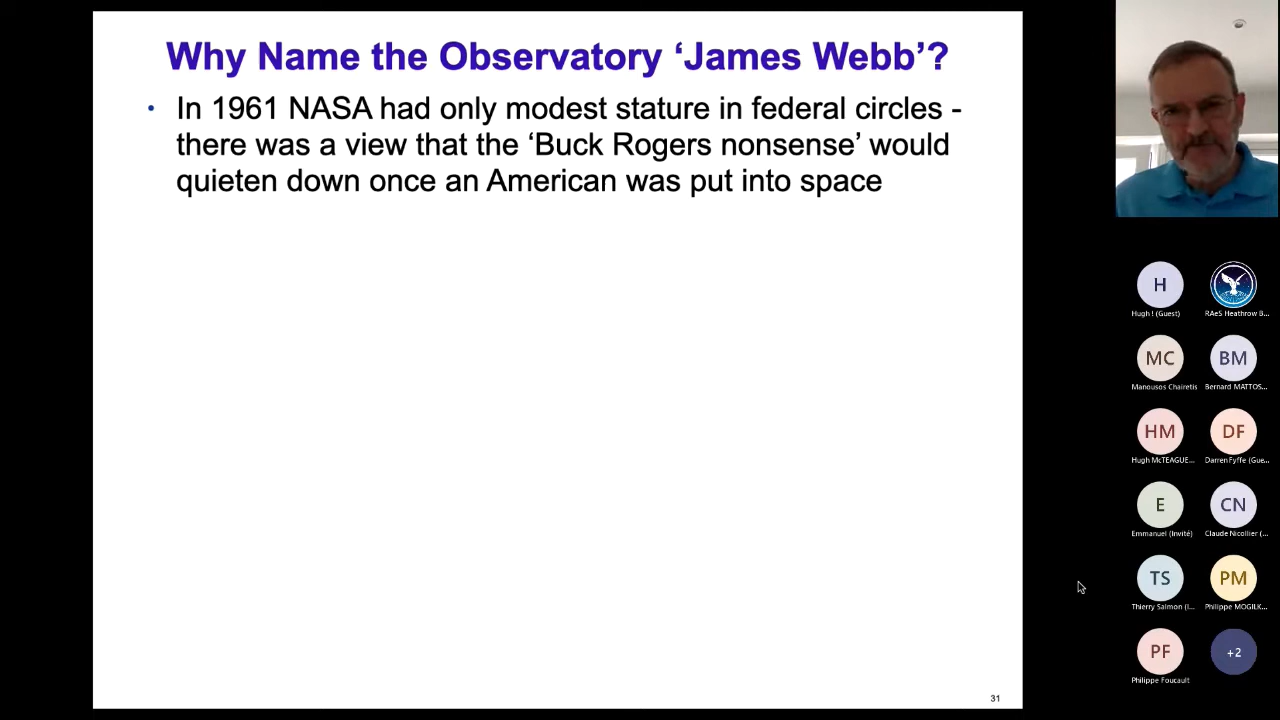 Why Name the Observatory ‘James Webb’?
• In 1961 NASA had only modest stature in federal circles -
there was a view that the ‘Buck Rogers nonsense’ would
quieten down once an American was put into space
31
H
Hugh ! (Guest)
RAeS Heathrow B...
MC
Manousos Chairetis
BM
Bernard MATTOS...
HM
Hugh McTEAGUE...
DF
Darren Fyffe (Gue...
E
Emmanuel (Invité)
CN
Claude Nicollier (...
TS
Thierry Salmon (I...
PM
Philippe MOGILK...
PF
Philippe Foucault
+2